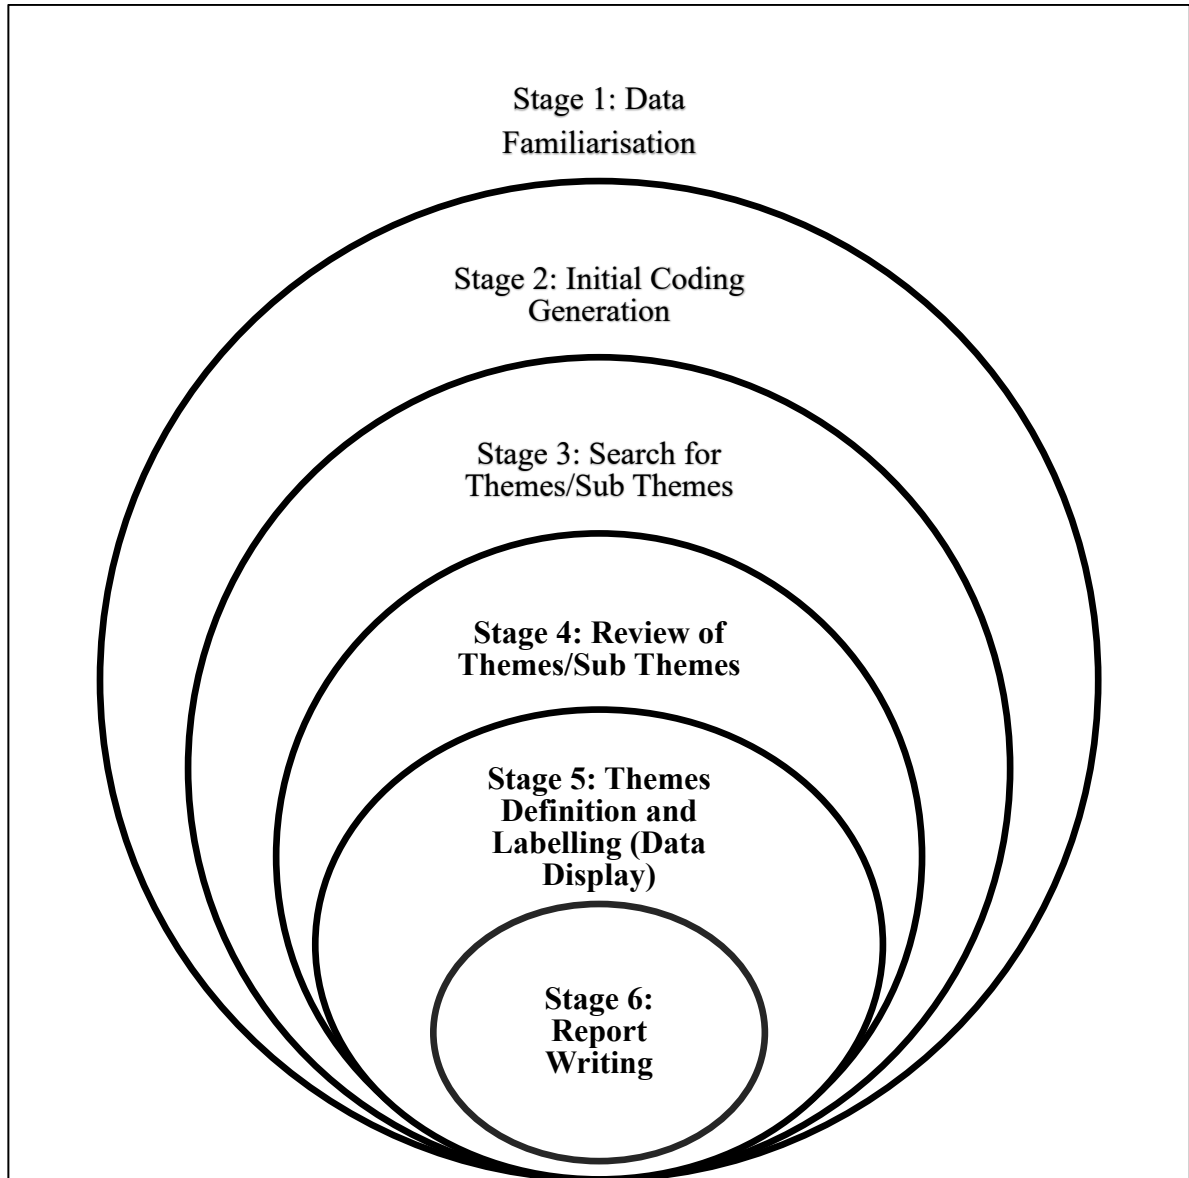 Stage 1: Data
Familiarisation
Stage 2: Initial Coding
Generation
Stage 3: Search for
Themes/Sub Themes
Stage 4: Review of
Themes/Sub Themes
Stage 5: Themes
Definition and
Labelling (Data
Display)
Stage 6:
Report
Writing